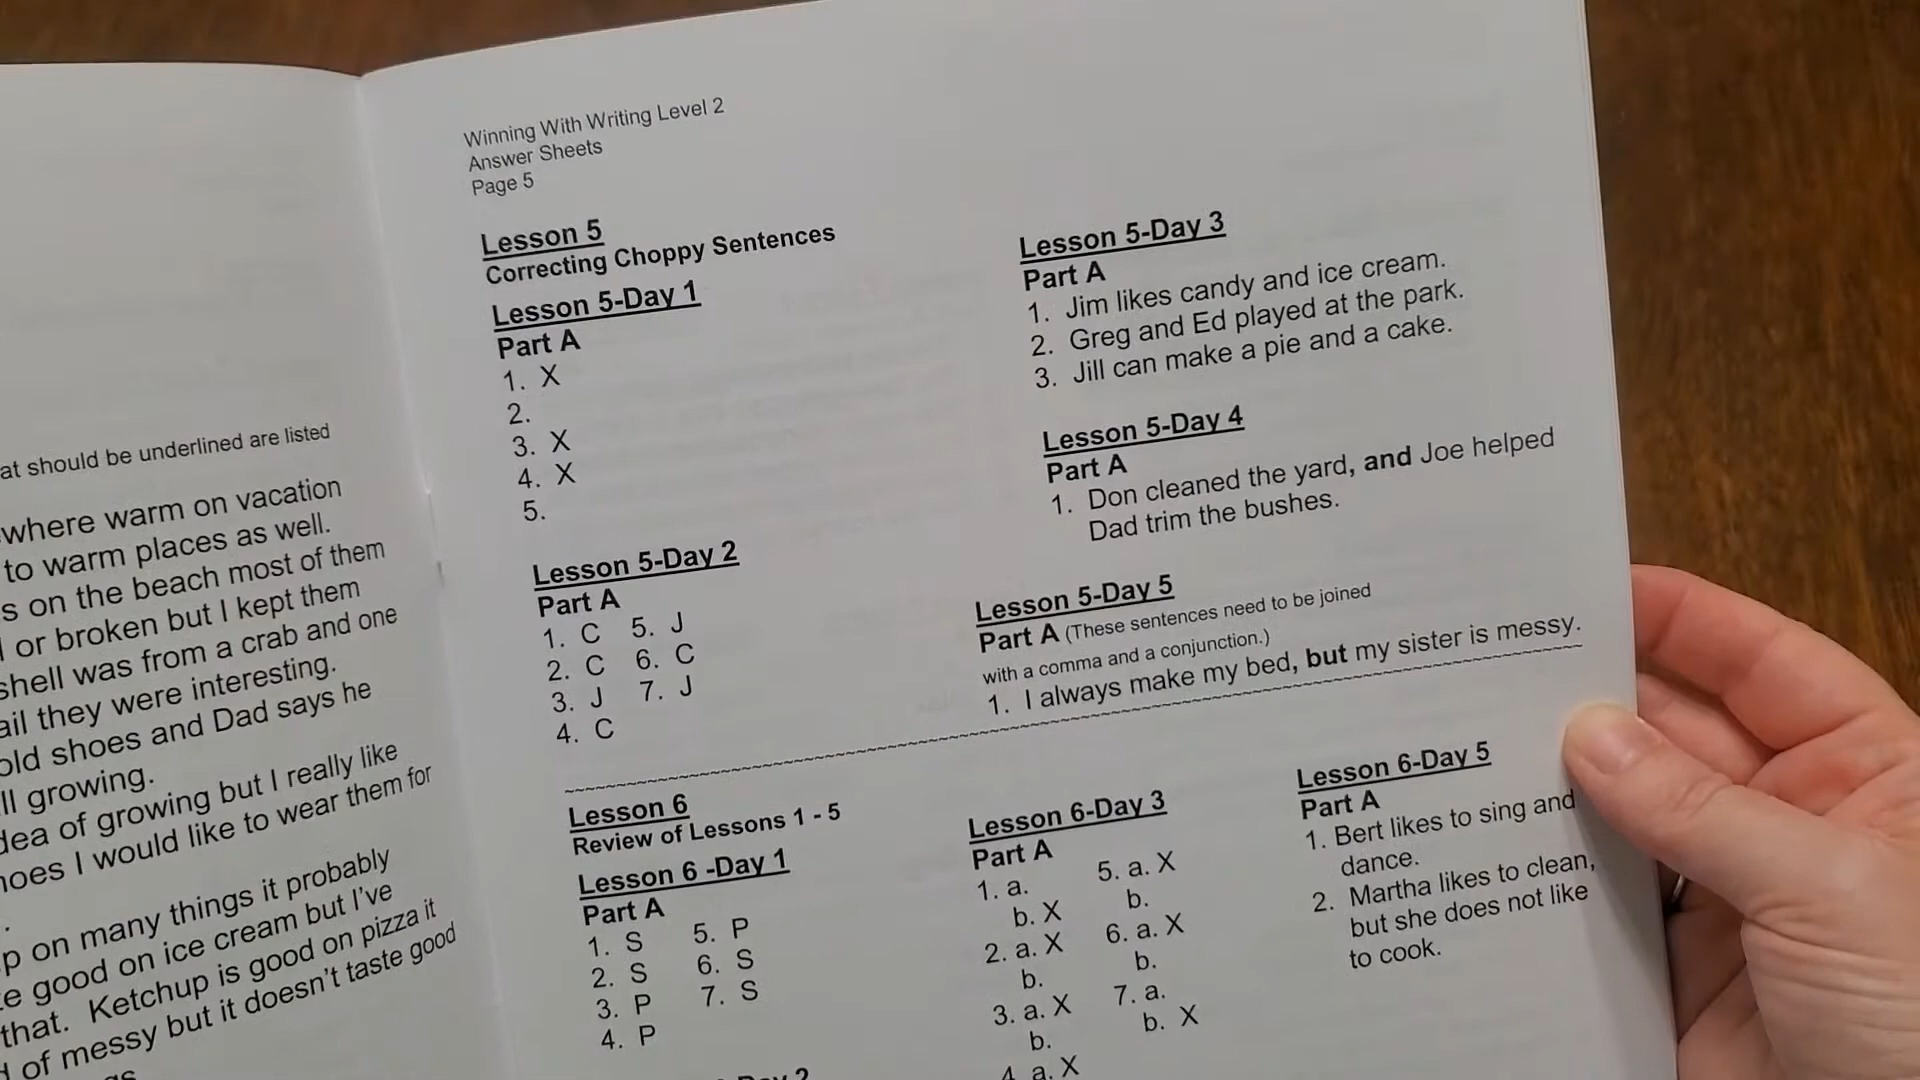 at should be underlined are listed
where warm on vacation
to warm places as well.
s on the beach most of them
or broken but I kept them
shell was from a crab and one
ail they were interesting.
old shoes and Dad says he
ll growing.
dea of growing but I really like
hoes I would like to wear them for
p on many things it probably
e good on ice cream but I've
that. Ketchup is good on pizza it
of messy but it doesn't taste good
Winning With Writing Level 2
Answer Sheets
Page 5
Lesson 5
Correcting Choppy Sentences
Lesson 5-Day 1
Part A
1. X
2.
3. X
4. X
5.
Lesson 5-Day 2
Part A
1. C 5. J
2. C 6. C
3. J 7. J
4. C
Lesson 5-Day 3
Part A
1. Jim likes candy and ice cream.
2. Greg and Ed played at the park.
3. Jill can make a pie and a cake.
Lesson 5-Day 4
Part A
1. Don cleaned the yard, and Joe helped
Dad trim the bushes.
Lesson 5-Day 5
Part A (These sentences need to be joined
with a comma and a conjunction.)
1. I always make my bed, but my sister is messy.
Lesson 6
Review of Lessons 1 - 5
Lesson 6 -Day 1
Part A
1. S 5. P
2. S 6. S
3. P 7. S
4. P
Lesson 6-Day 3
Part A
1. a. 5. a. X
b. X b.
2. a. X 6. a. X
b. b.
3. a. X 7. a.
b. b. X
4. a. X
Lesson 6-Day 5
Part A
1. Bert likes to sing and
dance.
2. Martha likes to clean,
but she does not like
to cook.